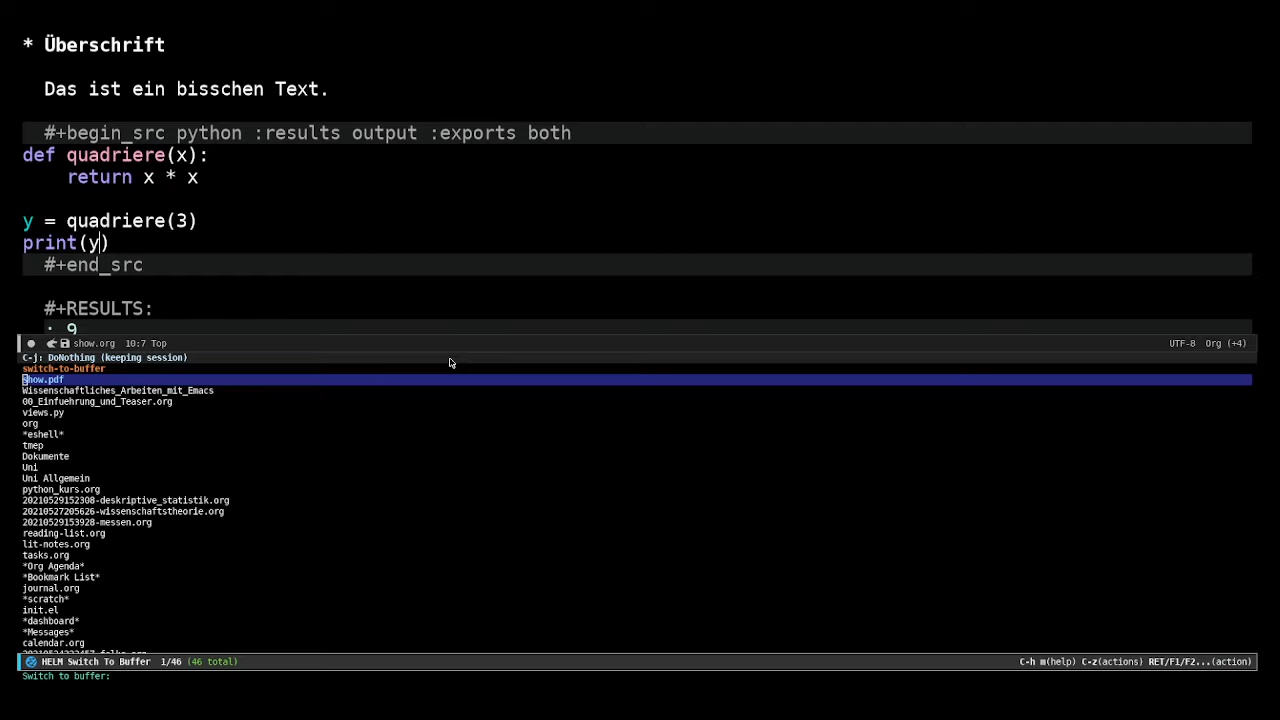 * Überschrift
Das ist ein bisschen Text.
#+begin_src python :results output :exports both
def quadriere(x):
    return x * x
y = quadriere(3)
print(y)
#+end_src
#+RESULTS:
: 9
show.org 10:7 Top UTF-8 Org (+4)
C-j: DoNothing (keeping session)
switch-to-buffer
show.pdf
Wissenschaftliches_Arbeiten_mit_Emacs
00_Einfuehrung_und_Teaser.org
views.py
org
*eshell*
tmep
Dokumente
Uni
Uni Allgemein
python_kurs.org
20210529152308-deskriptive_statistik.org
20210527205626-wissenschaftstheorie.org
20210529153928-messen.org
reading-list.org
lit-notes.org
tasks.org
*Org Agenda*
*Bookmark List*
journal.org
*scratch*
init.el
*dashboard*
*Messages*
calendar.org
HELM Switch To Buffer 1/46 (46 total) C-h m(help) C-z(actions) RET/F1/F2...(action)
Switch to buffer: